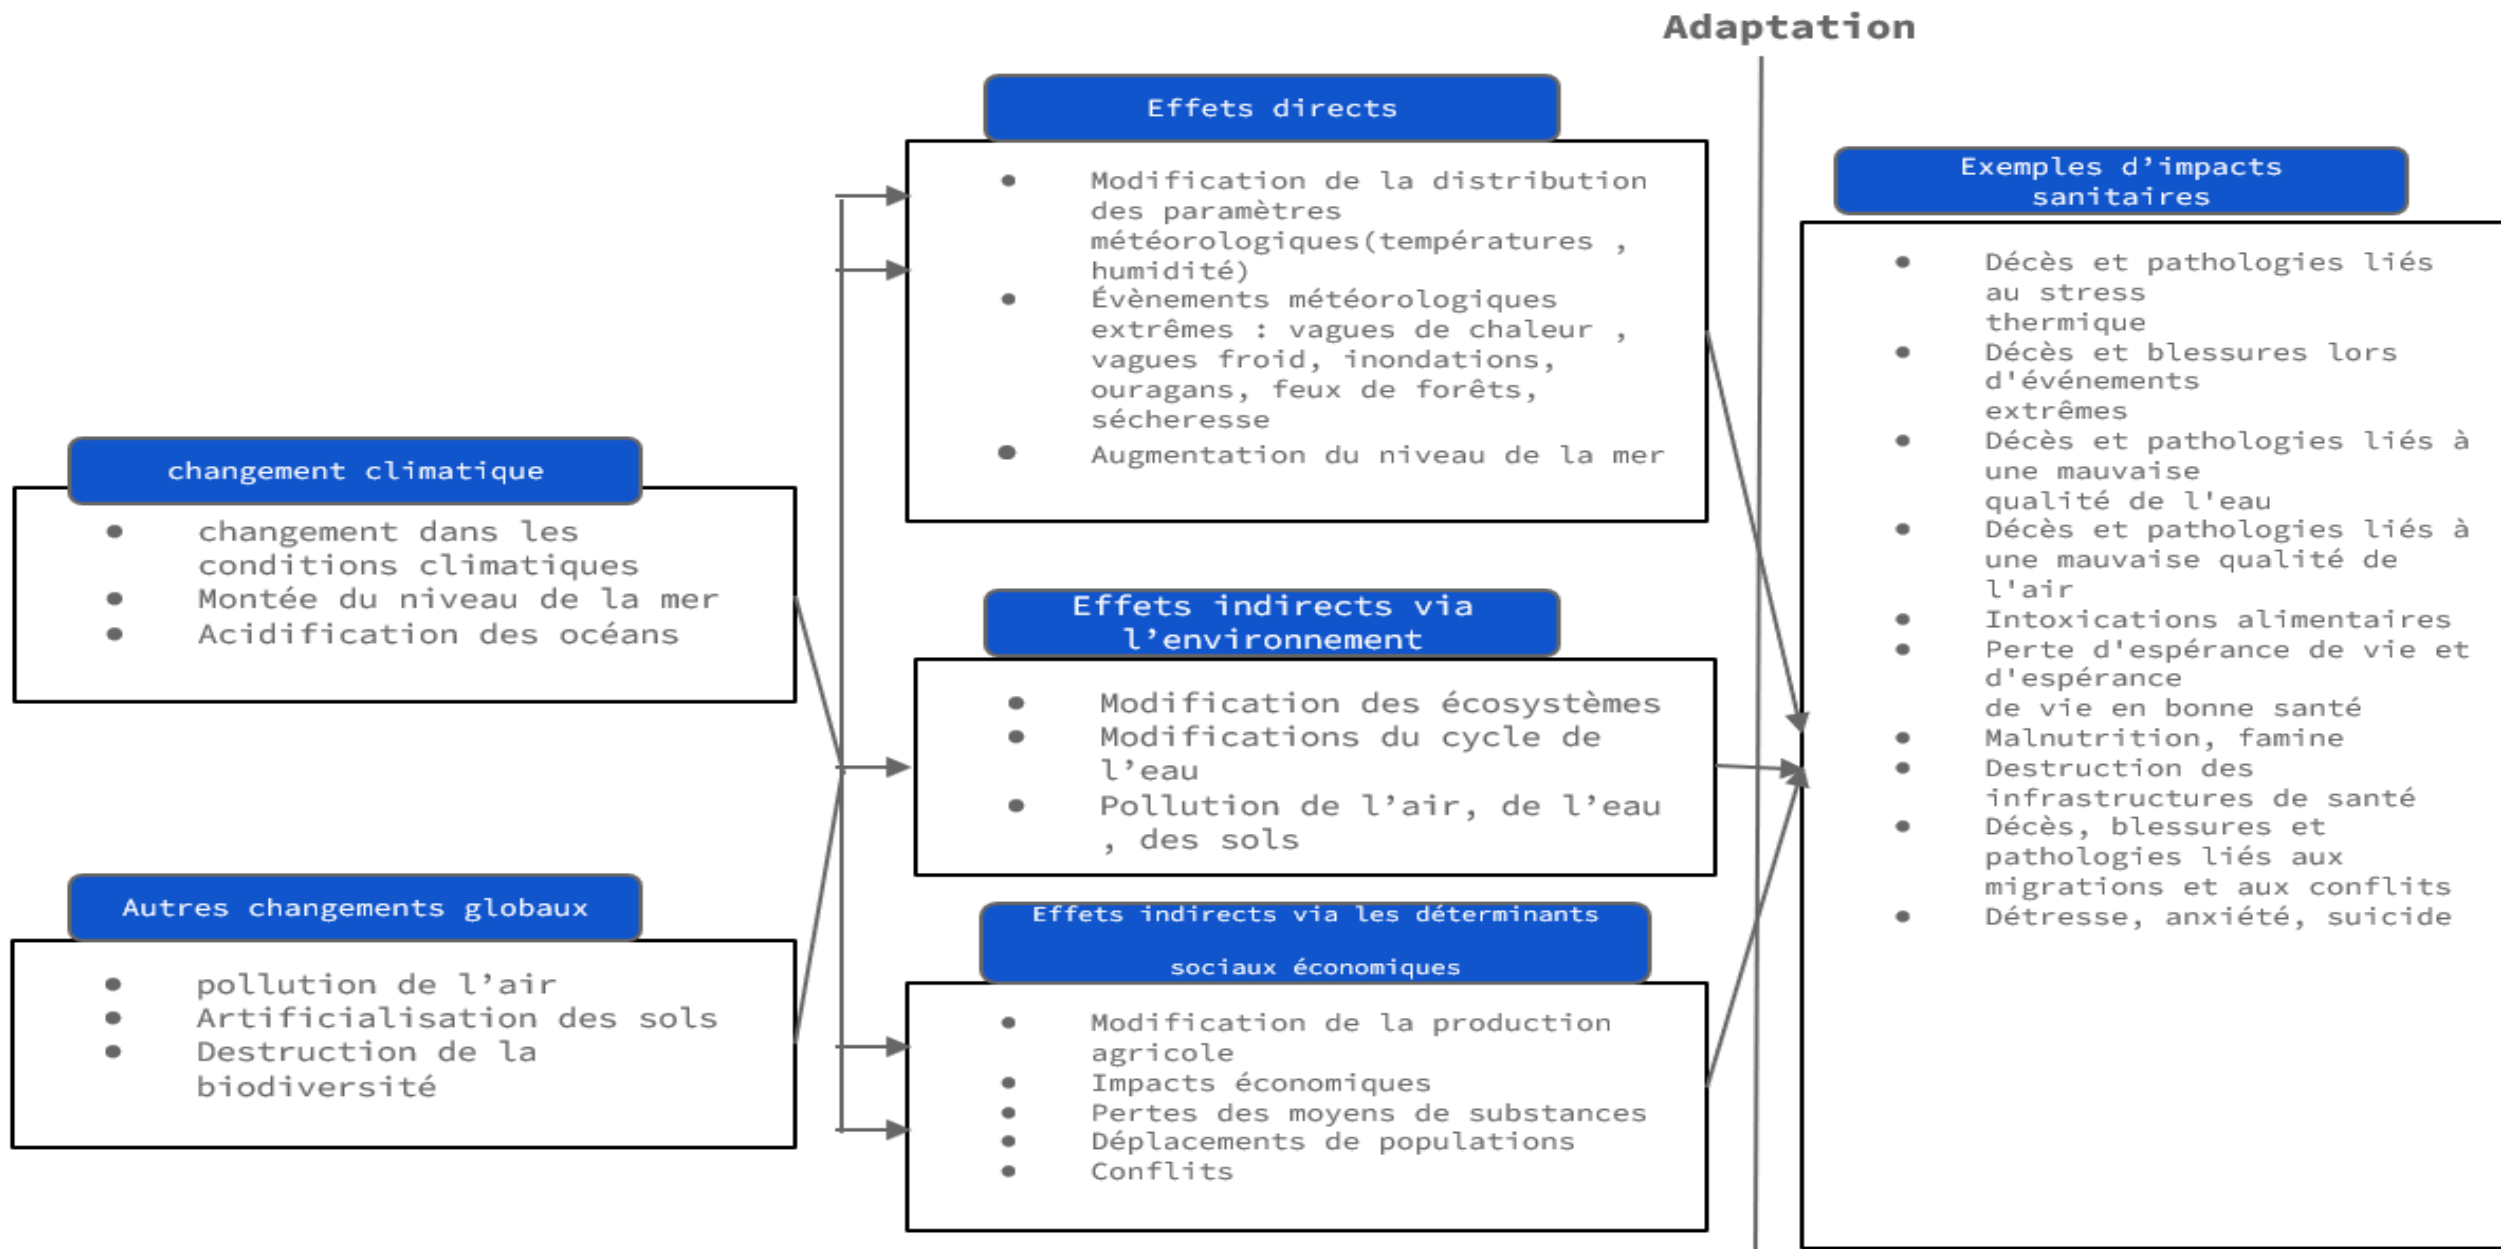 Adaptation
changement climatique
changement dans les
conditions climatiques
Montée du niveau de la mer
Acidification des océans
Autres changements globaux
pollution de l’air
Artificialisation des sols
Destruction de la
biodiversité
Effets directs
Modification de la distribution
des paramètres
météorologiques(températures ,
humidité)
Évènements météorologiques
extrêmes : vagues de chaleur ,
vagues froid, inondations,
ouragans, feux de forêts,
sécheresse
Augmentation du niveau de la mer
Effets indirects via
l’environnement
Modification des écosystèmes
Modifications du cycle de
l’eau
Pollution de l’air, de l’eau
, des sols
Effets indirects via les déterminants
sociaux économiques
Modification de la production
agricole
Impacts économiques
Pertes des moyens de substances
Déplacements de populations
Conflits
Exemples d’impacts
sanitaires
Décès et pathologies liés
au stress
thermique
Décès et blessures lors
d'événements
extrêmes
Décès et pathologies liés à
une mauvaise
qualité de l'eau
Décès et pathologies liés à
une mauvaise qualité de
l'air
Intoxications alimentaires
Perte d'espérance de vie et
d'espérance
de vie en bonne santé
Malnutrition, famine
Destruction des
infrastructures de santé
Décès, blessures et
pathologies liés aux
migrations et aux conflits
Détresse, anxiété, suicide